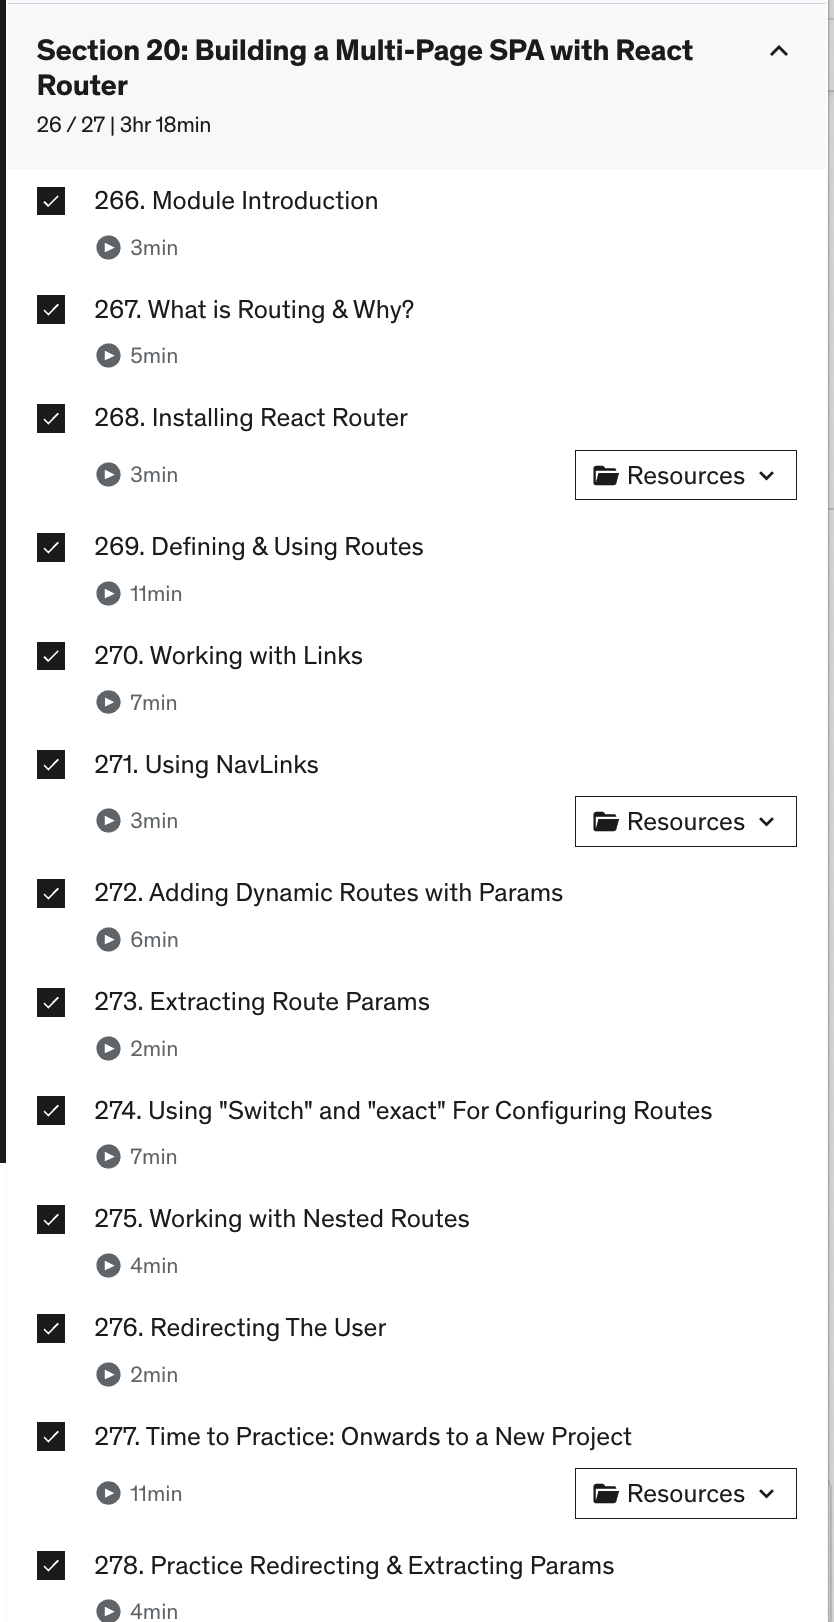 Section 20: Building a Multi-Page SPA with React
Router
26 / 27 | 3hr 18min
266. Module Introduction
3min
267. What is Routing & Why?
5min
268. Installing React Router
3min
Resources
269. Defining & Using Routes
11min
270. Working with Links
7min
271. Using NavLinks
3min
Resources
272. Adding Dynamic Routes with Params
6min
273. Extracting Route Params
2min
274. Using "Switch" and "exact" For Configuring Routes
7min
275. Working with Nested Routes
4min
276. Redirecting The User
2min
277. Time to Practice: Onwards to a New Project
11min
Resources
278. Practice Redirecting & Extracting Params
4min